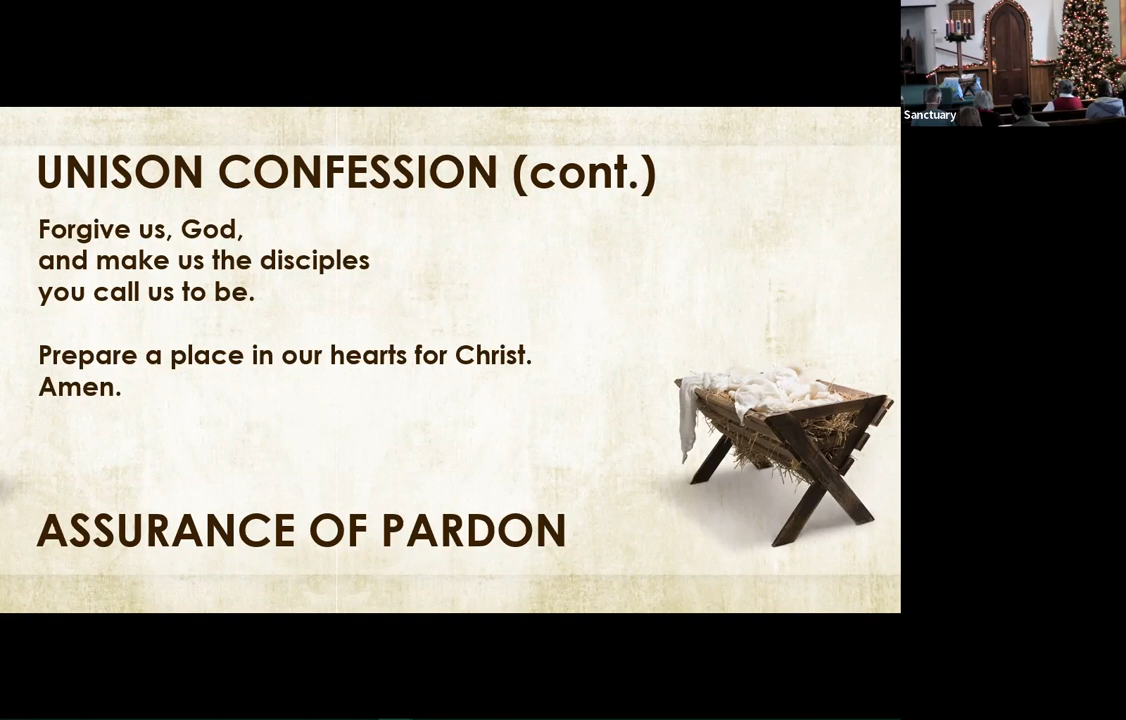 UNISON CONFESSION (cont.)
Forgive us, God,
and make us the disciples
you call us to be.
Prepare a place in our hearts for Christ.
Amen.
ASSURANCE OF PARDON
Sanctuary